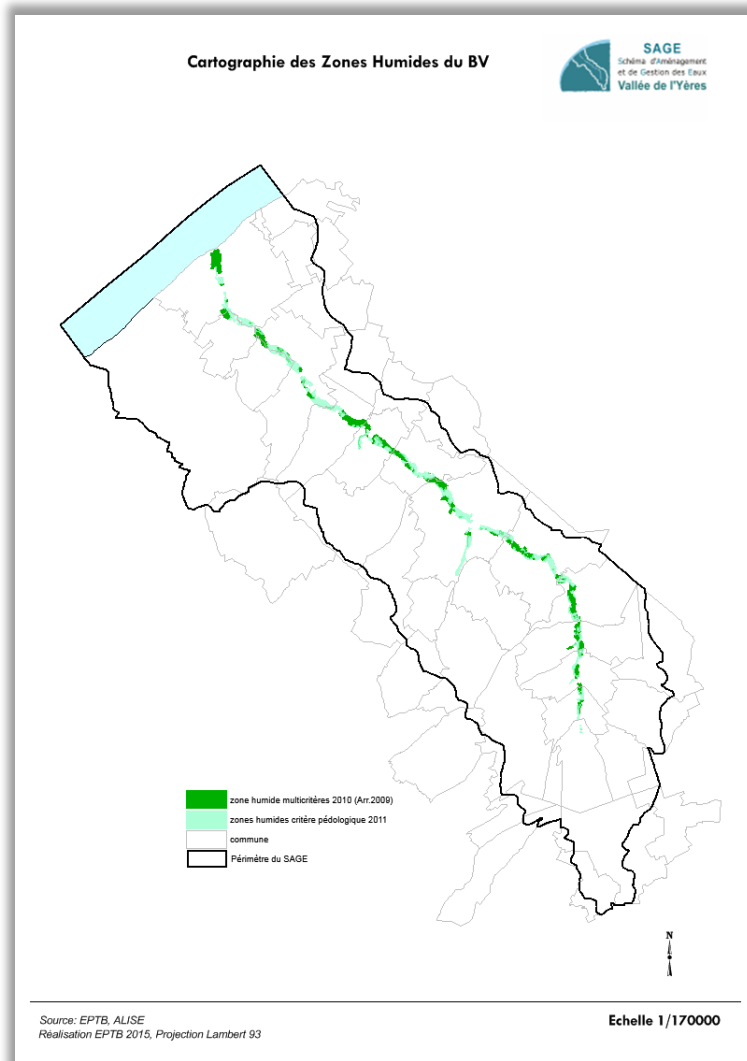 Cartographie des Zones Humides du BV
SAGE
Schéma d'Aménagement
et de Gestion des Eaux
Vallée de l'Yères
zone humide multicritères 2010 (Arr.2009)
zones humides critère pédologique 2011
commune
Périmètre du SAGE
N
Source: EPTB, ALISE
Réalisation EPTB 2015, Projection Lambert 93
Echelle 1/170000